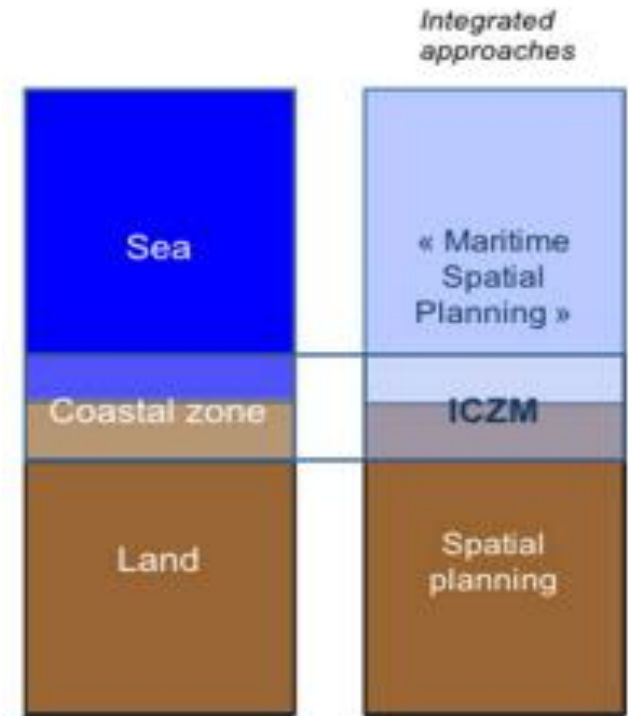 Integrated
approaches
Sea
« Maritime
Spatial
Planning »
Coastal zone
ICZM
Land
Spatial
planning